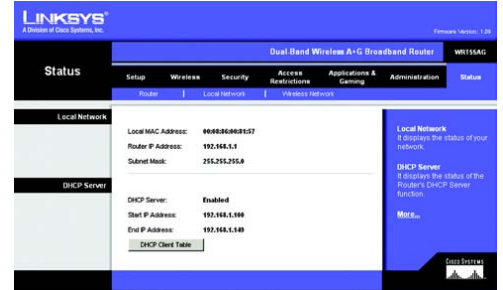 LINKSYS®
A Division of Cisco Systems, Inc.
Firmware Version: 1.09
Dual-Band Wireless A+G Broadband Router WRT55AG
Status
Setup Wireless Security Access Restrictions Applications & Gaming Administration Status
Router | Local Network | Wireless Network
Local Network
Local MAC Address: 00:08:86:00:81:57
Router IP Address: 192.168.1.1
Subnet Mask: 255.255.255.0
DHCP Server
DHCP Server: Enabled
Start IP Address: 192.168.1.100
End IP Address: 192.168.1.149
DHCP Client Table
Local Network
It displays the status of your
network.
DHCP Server
It displays the status of the
Router's DHCP Server
function.
More...
CISCO SYSTEMS